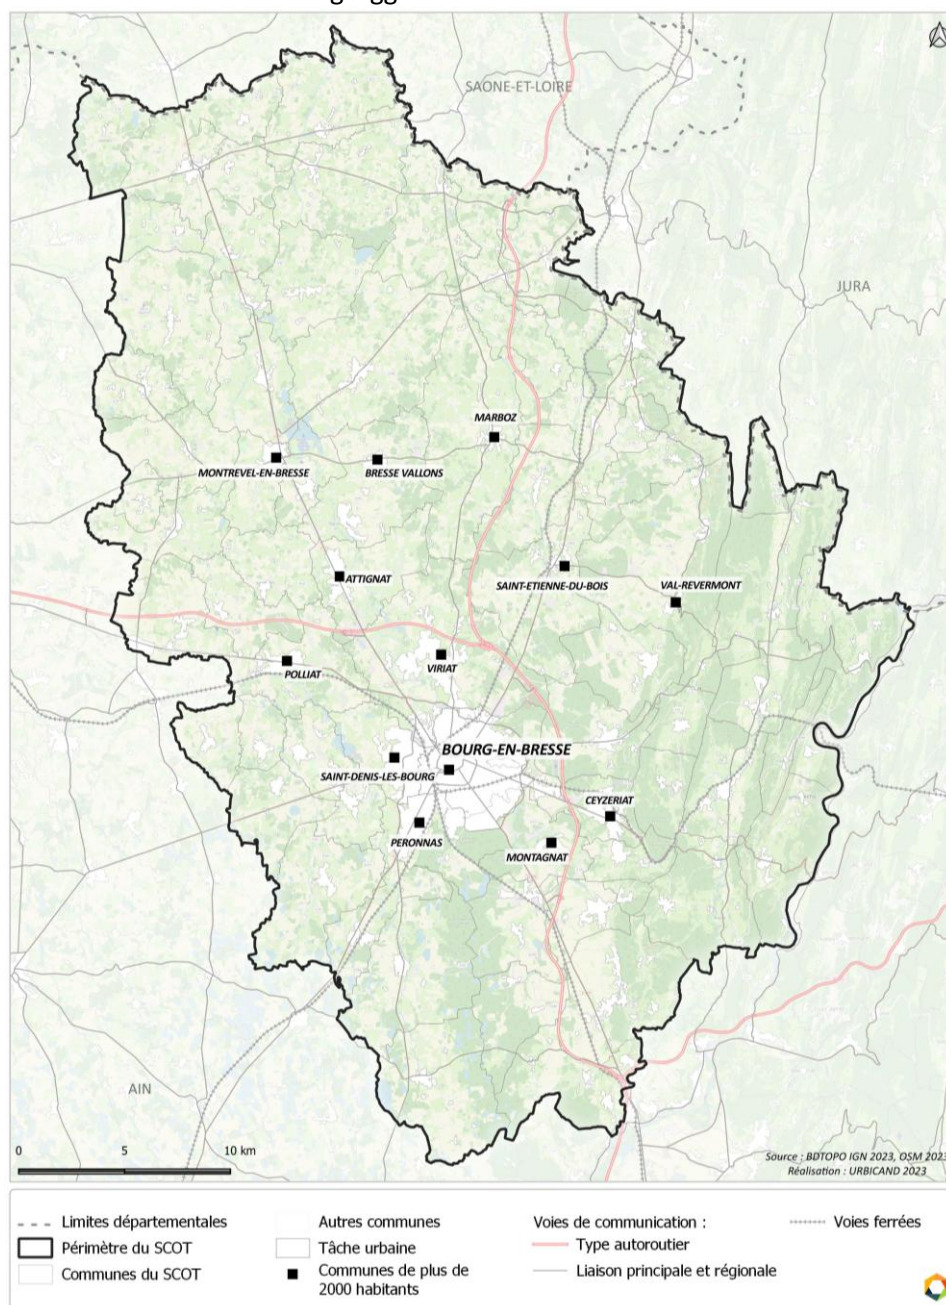 SAONE-ET-LOIRE
JURA
MARBOZ
MONTREVEL-EN-BRESSE
BRESSE VALLONS
ATTIGNAT
SAINT-ETIENNE-DU-BOIS
VAL-REVERMONT
POLLIAT
VIRIAT
BOURG-EN-BRESSE
SAINT-DENIS-LES-BOURG
CEYZERIAT
PERONNAS
MONTAGNAT
AIN
0 5 10 km
Source : BDTOPO IGN 2023, OSM 2023
Réalisation : URBICAND 2023
Limites départementales
Périmètre du SCOT
Communes du SCOT
Autres communes
Tâche urbaine
Communes de plus de
2000 habitants
Voies de communication :
Type autoroutier
Liaison principale et régionale
Voies ferrées